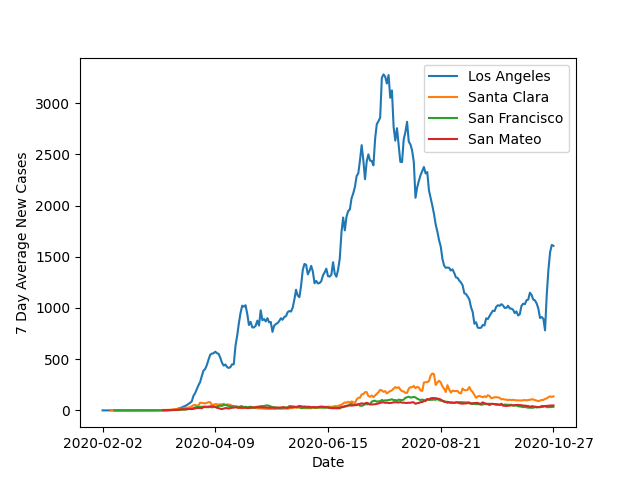 Los Angeles
Santa Clara
San Francisco
San Mateo
7 Day Average New Cases
3000
2500
2000
1500
1000
500
0
2020-02-02 2020-04-09 2020-06-15 2020-08-21 2020-10-27
Date